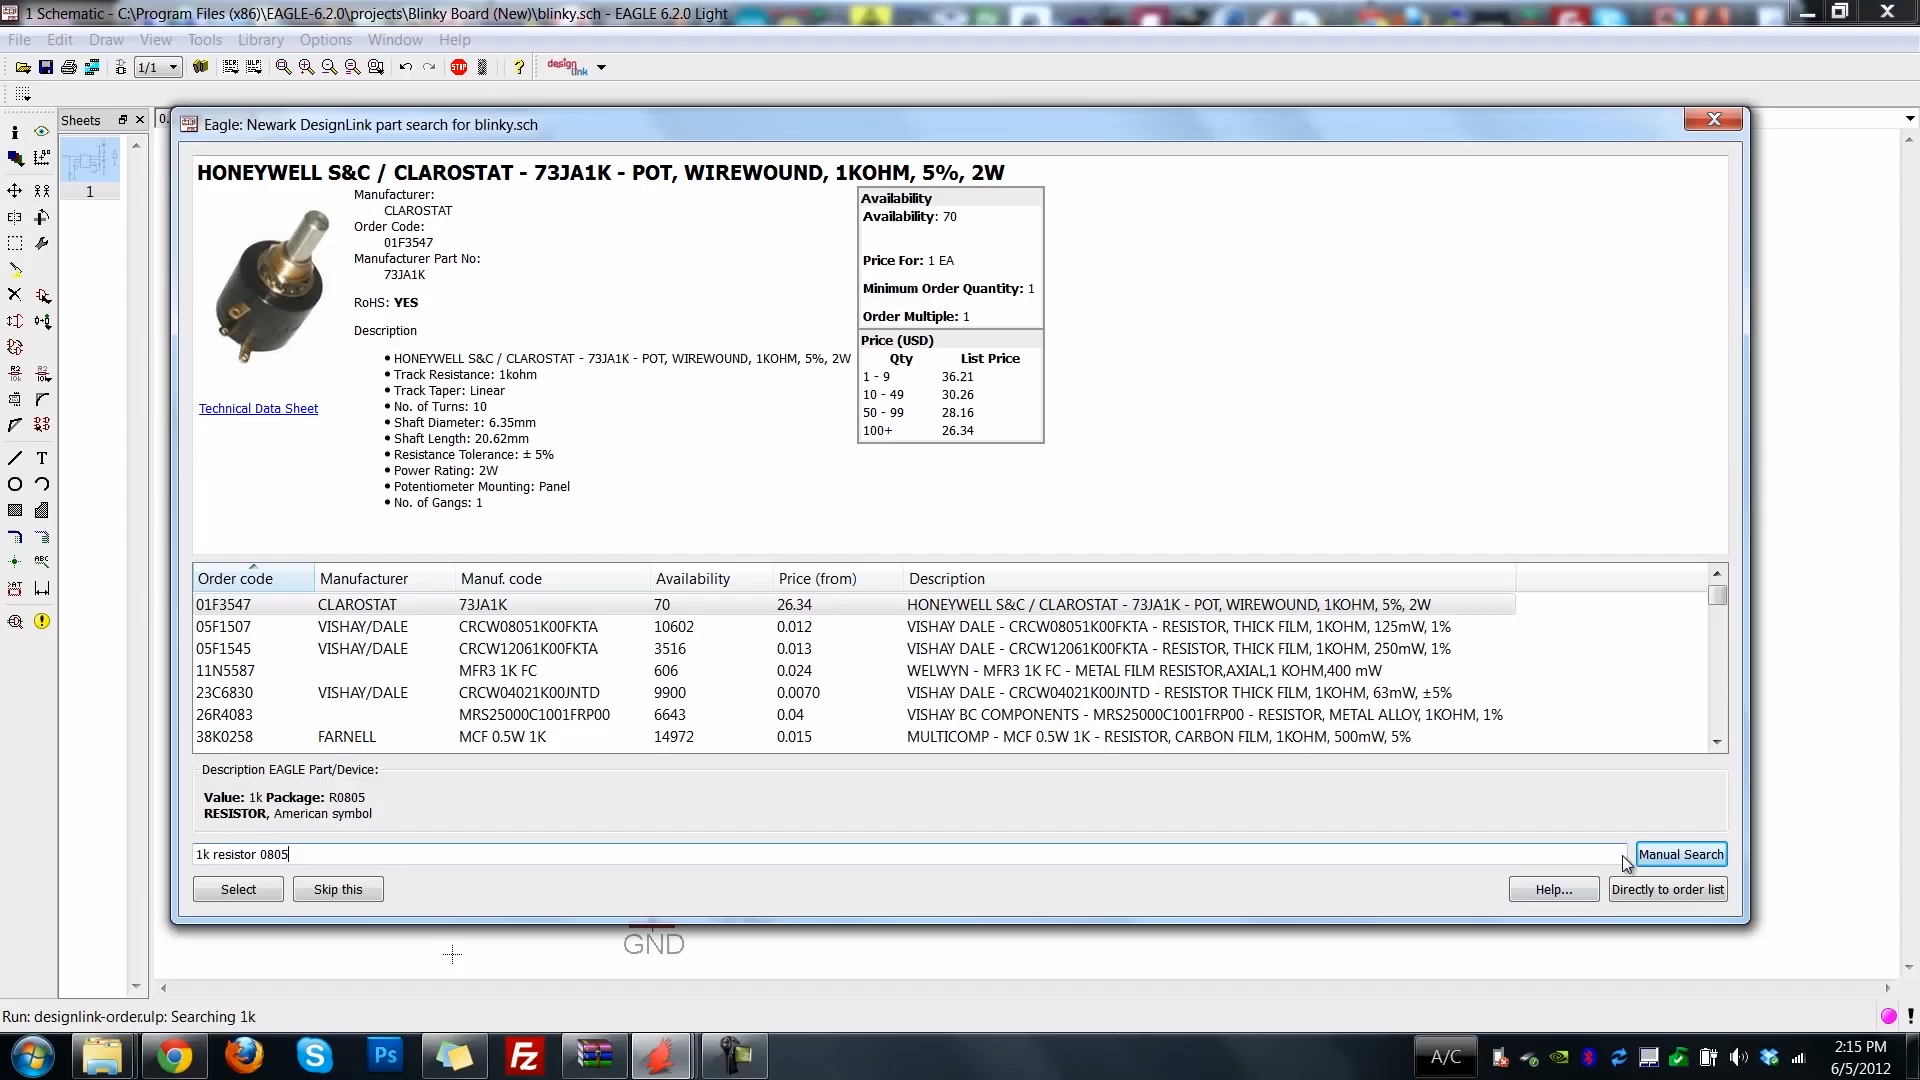 1 Schematic - C:\Program Files (x86)\EAGLE-6.2.0\projects\Blinky Board (New)\blinky.sch - EAGLE 6.2.0 Light
File Edit Draw View Tools Library Options Window Help
1/1 SCR ULP STOP ? design link
Sheets
0.
1
Eagle: Newark DesignLink part search for blinky.sch
HONEYWELL S&C / CLAROSTAT - 73JA1K - POT, WIREWOUND, 1KOHM, 5%, 2W
Manufacturer:
CLAROSTAT
Order Code:
01F3547
Manufacturer Part No:
73JA1K
RoHS: YES
Description
• HONEYWELL S&C / CLAROSTAT - 73JA1K - POT, WIREWOUND, 1KOHM, 5%, 2W
• Track Resistance: 1kohm
• Track Taper: Linear
• No. of Turns: 10
• Shaft Diameter: 6.35mm
• Shaft Length: 20.62mm
• Resistance Tolerance: ± 5%
• Power Rating: 2W
• Potentiometer Mounting: Panel
• No. of Gangs: 1
Technical Data Sheet
Availability
Availability: 70
Price For: 1 EA
Minimum Order Quantity: 1
Order Multiple: 1
Price (USD)
Qty List Price
1 - 9 36.21
10 - 49 30.26
50 - 99 28.16
100+ 26.34
Order code Manufacturer Manuf. code Availability Price (from) Description
01F3547 CLAROSTAT 73JA1K 70 26.34 HONEYWELL S&C / CLAROSTAT - 73JA1K - POT, WIREWOUND, 1KOHM, 5%, 2W
05F1507 VISHAY/DALE CRCW08051K00FKTA 10602 0.012 VISHAY DALE - CRCW08051K00FKTA - RESISTOR, THICK FILM, 1KOHM, 125mW, 1%
05F1545 VISHAY/DALE CRCW12061K00FKTA 3516 0.013 VISHAY DALE - CRCW12061K00FKTA - RESISTOR, THICK FILM, 1KOHM, 250mW, 1%
11N5587 MFR3 1K FC 606 0.024 WELWYN - MFR3 1K FC - METAL FILM RESISTOR,AXIAL,1 KOHM,400 mW
23C6830 VISHAY/DALE CRCW04021K00JNTD 9900 0.0070 VISHAY DALE - CRCW04021K00JNTD - RESISTOR THICK FILM, 1KOHM, 63mW, ±5%
26R4083 MRS25000C1001FRP00 6643 0.04 VISHAY BC COMPONENTS - MRS25000C1001FRP00 - RESISTOR, METAL ALLOY, 1KOHM, 1%
38K0258 FARNELL MCF 0.5W 1K 14972 0.015 MULTICOMP - MCF 0.5W 1K - RESISTOR, CARBON FILM, 1KOHM, 500mW, 5%
Description EAGLE Part/Device:
Value: 1k Package: R0805
RESISTOR, American symbol
1k resistor 0805
Manual Search
Select Skip this Help... Directly to order list
GND
Run: designlink-order.ulp: Searching 1k
Ps Fz A/C
2:15 PM
6/5/2012